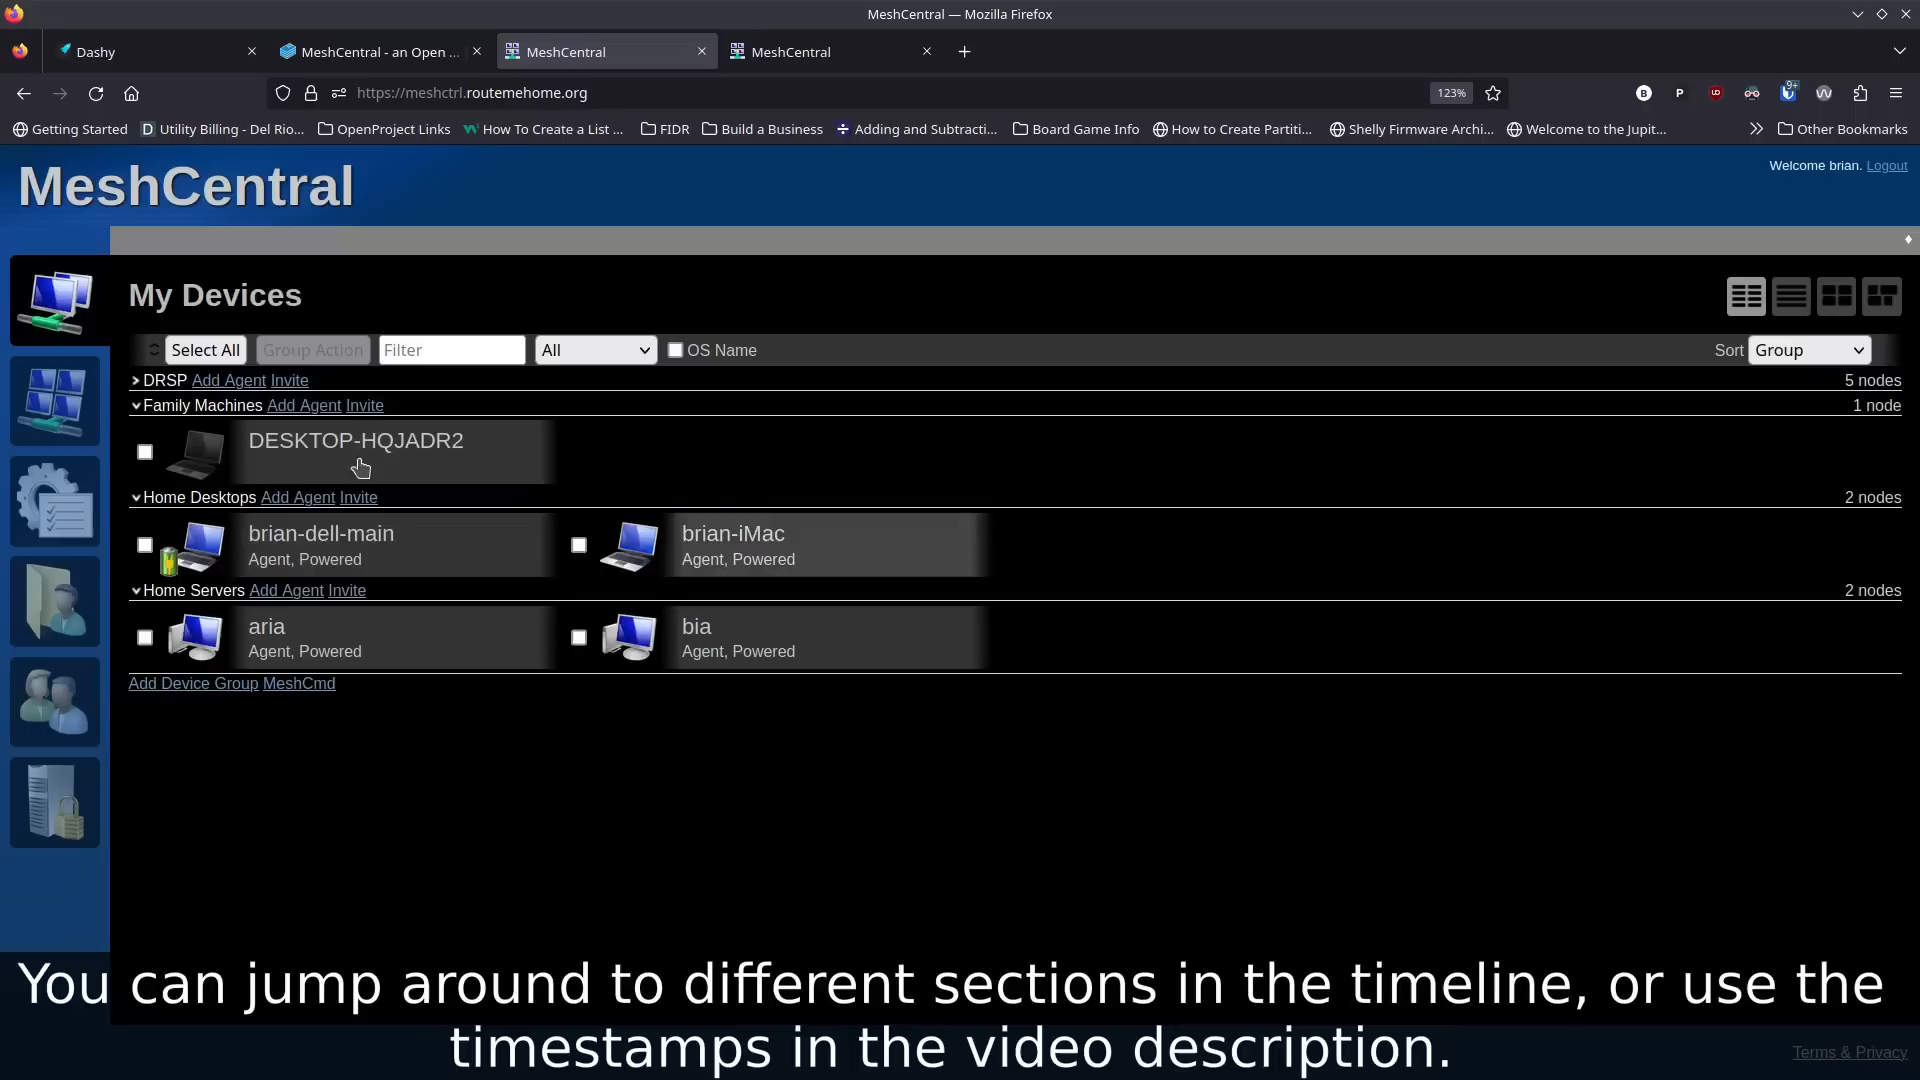 MeshCentral — Mozilla Firefox
Dashy
MeshCentral - an Open ...
MeshCentral
MeshCentral
https://meshctrl.routemehome.org
123%
B
P
9+
Getting Started
Utility Billing - Del Rio...
OpenProject Links
How To Create a List ...
FIDR
Build a Business
Adding and Subtracti...
Board Game Info
How to Create Partiti...
Shelly Firmware Archi...
Welcome to the Jupit...
Other Bookmarks
MeshCentral
Welcome brian. Logout
My Devices
Select All Group Action Filter All OS Name Sort Group
DRSP Add Agent Invite 5 nodes
Family Machines Add Agent Invite 1 node
DESKTOP-HQJADR2
Home Desktops Add Agent Invite 2 nodes
brian-dell-main
Agent, Powered
brian-iMac
Agent, Powered
Home Servers Add Agent Invite 2 nodes
aria
Agent, Powered
bia
Agent, Powered
Add Device Group MeshCmd
You can jump around to different sections in the timeline, or use the
timestamps in the video description.
Terms & Privacy